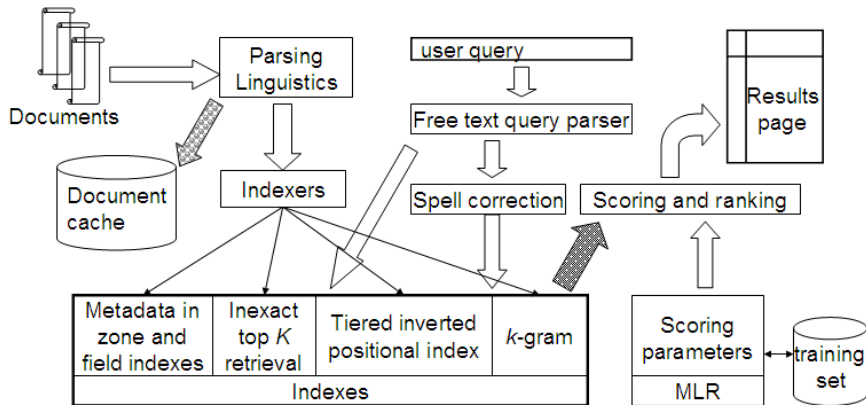 Documents
Parsing
Linguistics
user query
Free text query parser
Results
page
Document
cache
Indexers
Spell correction
Scoring and ranking
Metadata in
zone and
field indexes
Inexact
top K
retrieval
Tiered inverted
positional index
k-gram
Indexes
Scoring
parameters
MLR
training
set